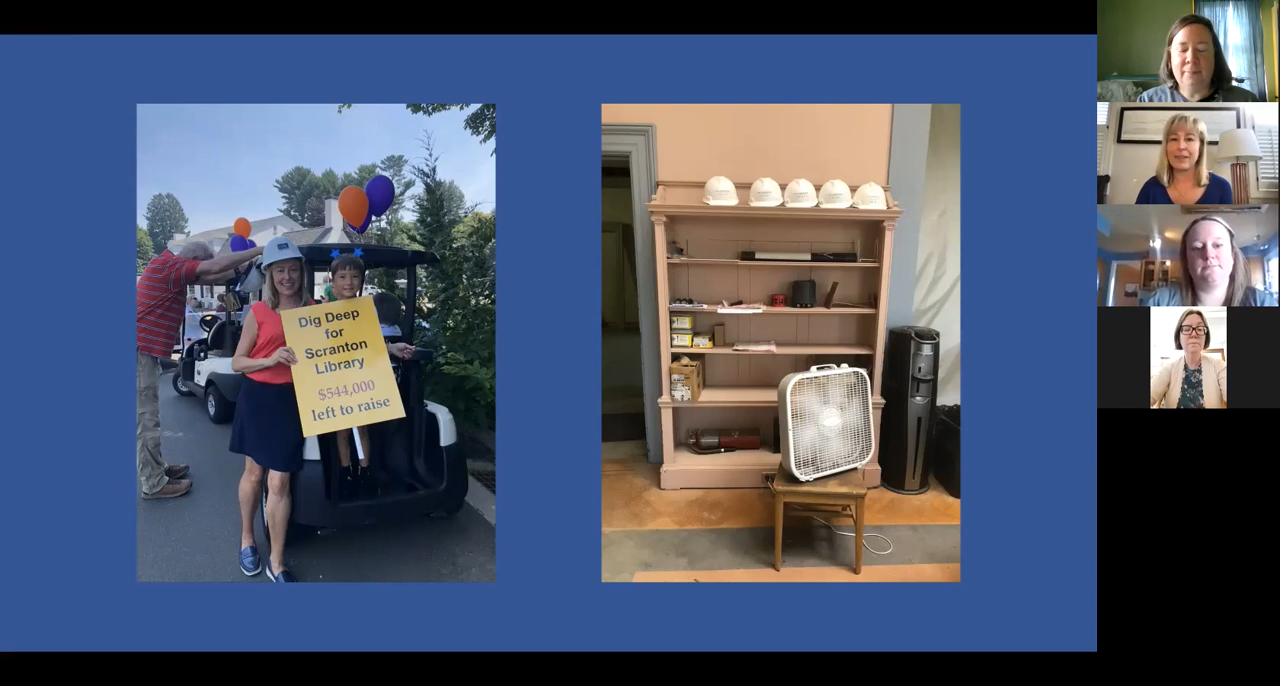 Dig Deep
for
Scranton
Library
$544,000
left to raise